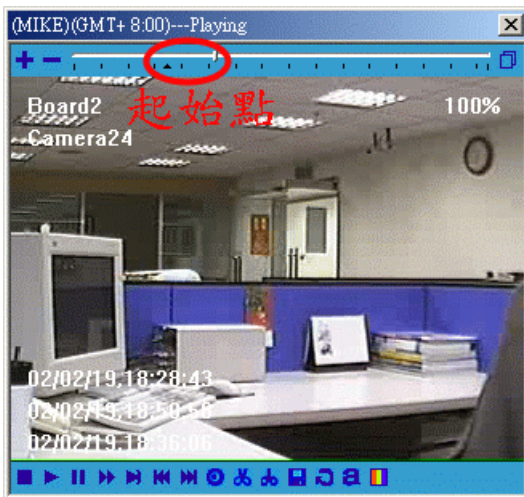 (MIKE)(GMT+ 8:00)---Playing
起始點
Board2 100%
Camera24
02/02/19,18:28:43
02/02/19,18:50:58
02/02/19,18:36:06